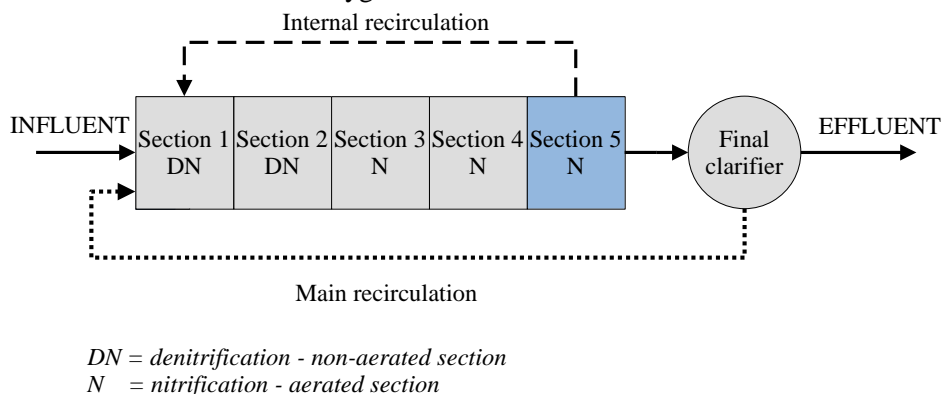 Internal recirculation
INFLUENT
Section 1
DN
Section 2
DN
Section 3
N
Section 4
N
Section 5
N
Final
clarifier
EFFLUENT
Main recirculation
DN = denitrification - non-aerated section
N = nitrification - aerated section